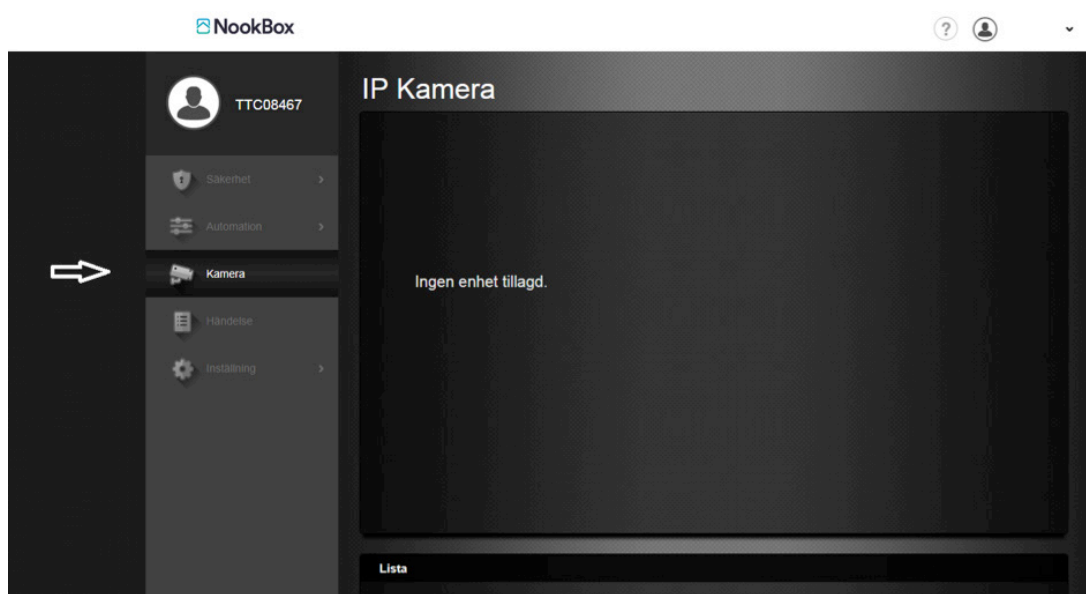 NookBox
?
TTC08467
IP Kamera
Säkerhet
Automation
Kamera
Ingen enhet tillagd.
Händelse
Inställning
Lista